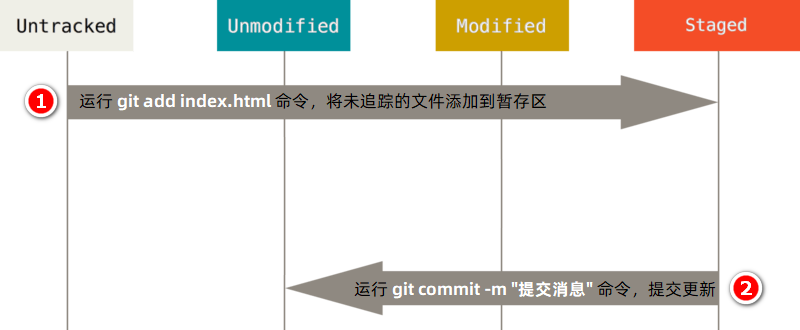 Untracked
Unmodified
Modified
Staged
1
运行 git add index.html 命令，将未追踪的文件添加到暂存区
运行 git commit -m "提交消息" 命令，提交更新
2